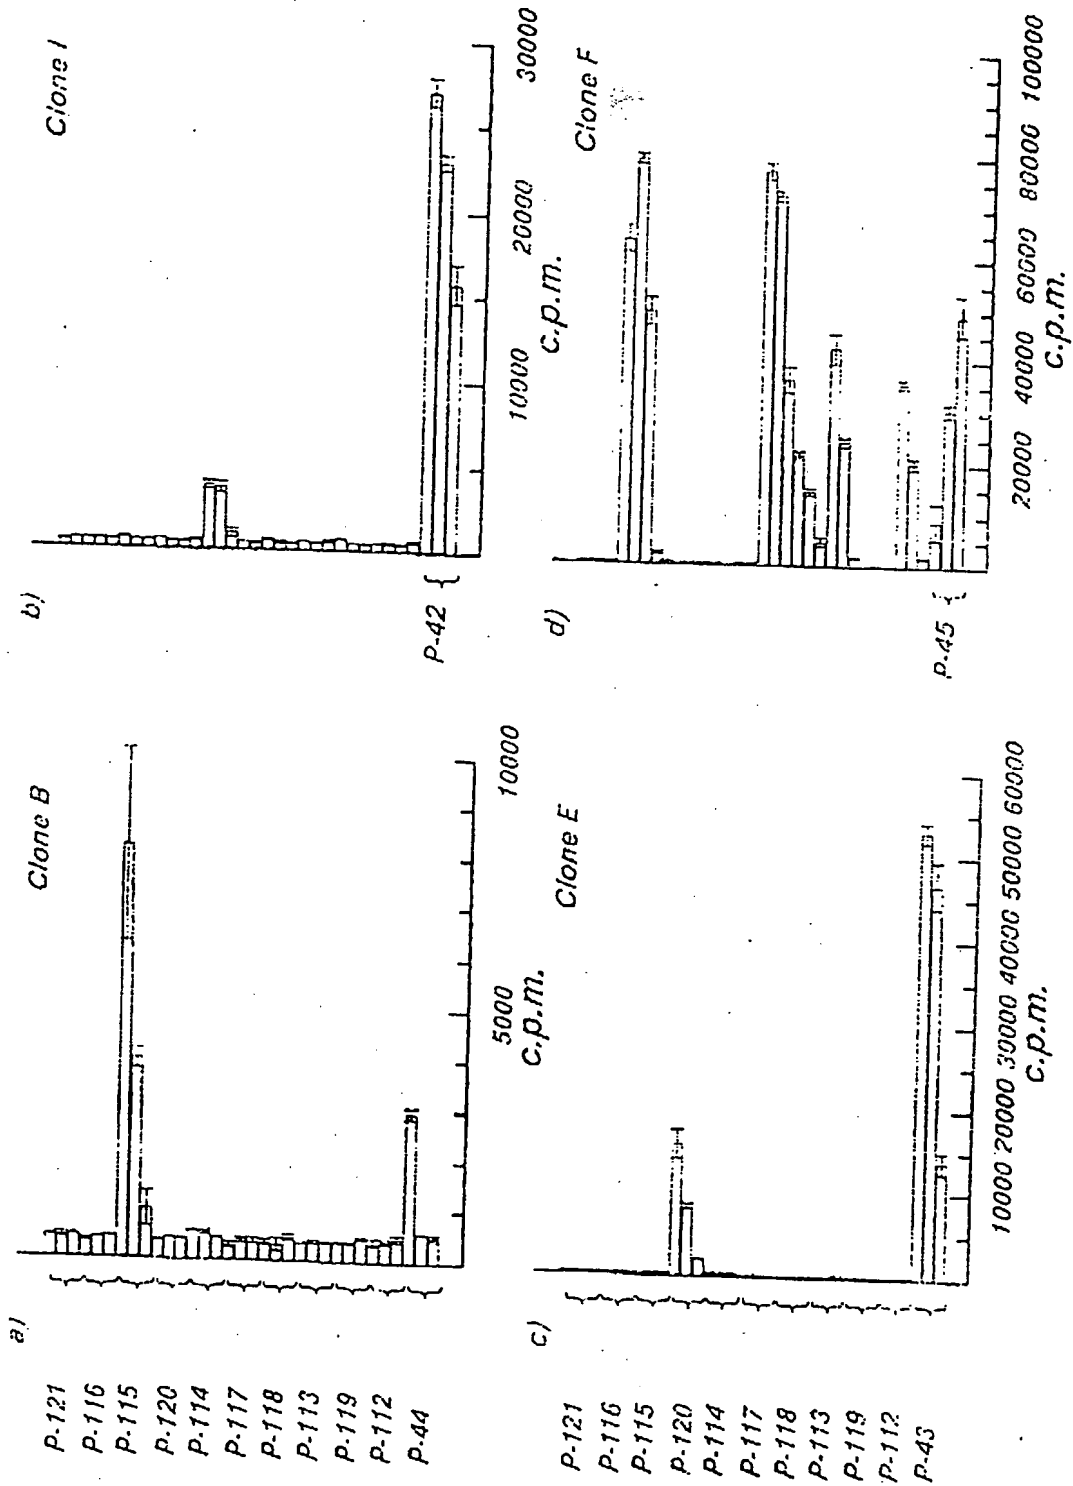 a)
Clone B
P-121
P-116
P-115
P-120
P-114
P-117
P-118
P-113
P-119
P-112
P-44
5000
10000
c.p.m.
b)
Clone I
P-42
10000
20000
30000
c.p.m.
c)
Clone E
P-121
P-116
P-115
P-120
P-114
P-117
P-118
P-113
P-119
P-112
P-43
10000 20000 30000 40000 50000 60000
c.p.m.
d)
Clone F
P-45
20000 40000 60000 80000 100000
c.p.m.